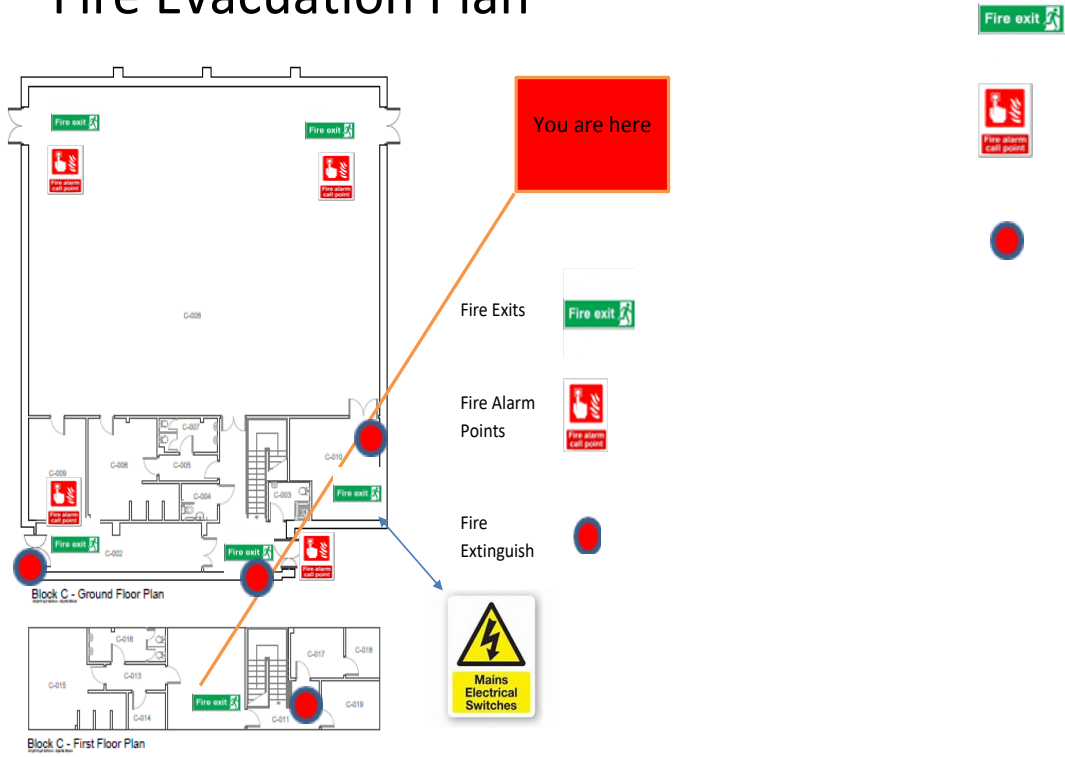 Fire Evacuation Plan
Fire exit
Fire alarm
call point
You are here
Fire exit
Fire exit
Fire alarm
call point
Fire alarm
call point
C-008
Fire Exits
Fire exit
Fire Alarm
Points
Fire alarm
call point
Fire
Extinguish
C-007
C-009
C-006
C-005
C-010
C-004
C-003
Fire exit
Fire alarm
call point
Fire exit
C-002
Fire exit
Fire alarm
call point
Block C - Ground Floor Plan
C-016
C-017
C-018
C-015
C-013
C-014
Fire exit
C-011
C-019
Block C - First Floor Plan
Mains
Electrical
Switches